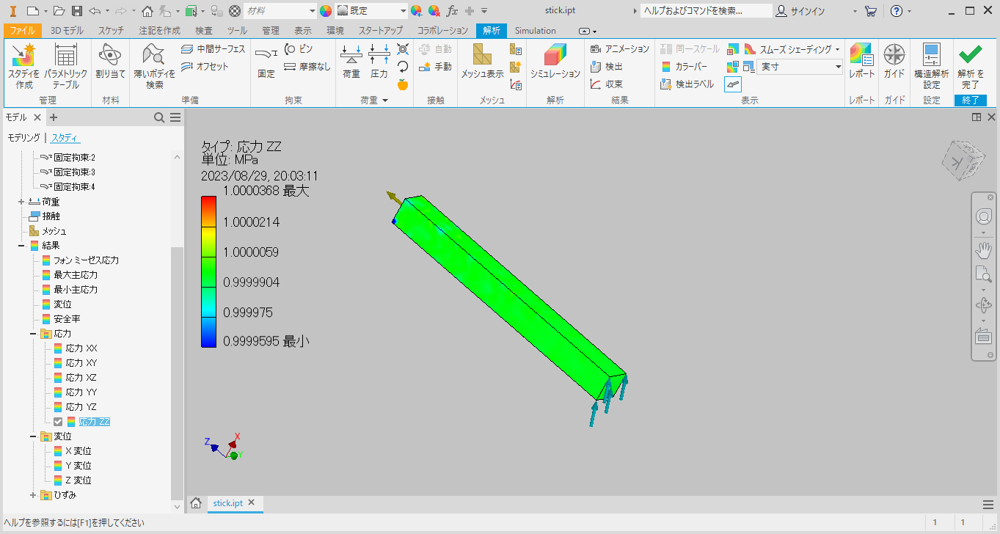 材料
既定
fx
stick.ipt
ヘルプおよびコマンドを検索...
サインイン
ファイル
3D モデル
スケッチ
注記を作成
検査
ツール
管理
表示
環境
スタートアップ
コラボレーション
解析
Simulation
スタディを
作成
パラメトリック
テーブル
管理
割り当て
材料
薄いボディを
検索
中間サーフェス
オフセット
準備
固定
ピン
摩擦なし
拘束
荷重
圧力
荷重
自動
手動
接触
メッシュ表示
メッシュ
シミュレーション
解析
アニメーション
検出
収束
結果
同一スケール
カラーバー
検出ラベル
スムーズ シェーディング
実寸
表示
レポート
レポート
ガイド
ガイド
構造解析
設定
設定
解析 を
完了
終了
モデル
モデリング
スタディ
固定拘束:2
固定拘束:3
固定拘束:4
荷重
接触
メッシュ
結果
フォン ミーゼス応力
最大主応力
最小主応力
変位
安全率
応力
応力 XX
応力 XY
応力 XZ
応力 YY
応力 YZ
応力 ZZ
変位
X 変位
Y 変位
Z 変位
ひずみ
タイプ: 応力 ZZ
単位: MPa
2023/08/29, 20:03:11
1.0000368 最大
1.0000214
1.0000059
0.9999904
0.999975
0.9999595 最小
Z
X
Y
stick.ipt
ヘルプを参照するには[F1]を押してください
1
1